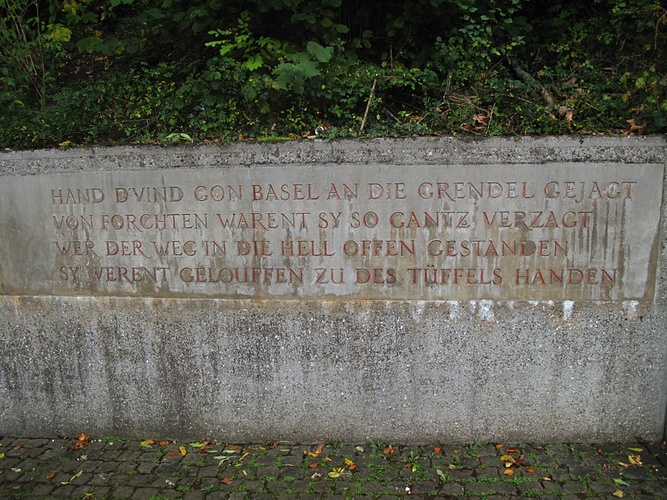 HAND D'VIND GON BASEL AN DIE GRENDEL GEJAGT
VON FORCHTEN WARENT SY SO GANTZ VERZAGT
WER DER WEG IN DIE HELL OFFEN GESTANDEN
SY WERENT GELOUFFEN ZU DES TÜFFELS HANDEN